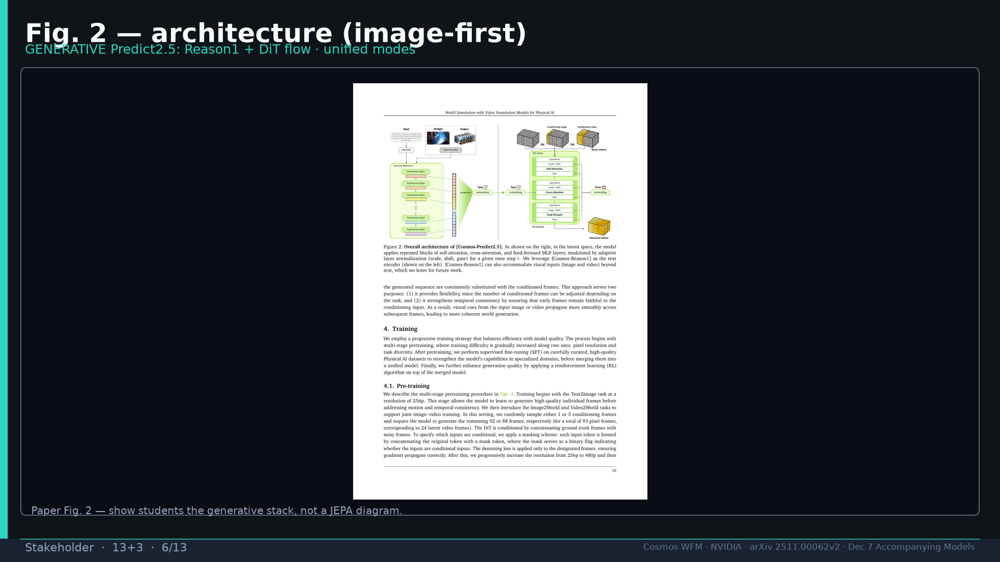 Fig. 2 — architecture (image-first)
GENERATIVE Predict2.5: Reason1 + DiT flow · unified modes
World Simulation with Video Foundation Models for Physical AI
Text
Image
Video
Tokenizer
Vision Encoder
Cosmos-Reason1
Transformer block
Transformer block
Transformer block
Transformer block
Transformer block
projection
Text
embedding
Conditioning Image
Conditioning Video
OR
OR
Noise tokens
DiT block
LayerNorm
Scale + Shift
Self-Attention
Gate
LayerNorm
Scale + Shift
Cross-Attention
Gate
LayerNorm
Scale + Shift
Feed-forward
Gate
Text
embedding
Time
embedding
×N blocks
Denoised tokens
Figure 2: Overall architecture of [Cosmos-Predict2.5]. As shown on the right, in the latent space, the model
applies repeated blocks of self-attention, cross-attention, and feed-forward MLP layers, modulated by adaptive
layer normalization (scale, shift, gate) for a given time step t. We leverage [Cosmos-Reason1] as the text
encoder (shown on the left). [Cosmos-Reason1] can also accommodate visual inputs (image and video) beyond
text, which we leave for future work.
the generated sequence are consistently substituted with the conditioned frames. This approach serves two
purposes: (1) it provides flexibility, since the number of conditioned frames can be adjusted depending on
the task, and (2) it strengthens temporal consistency by ensuring that early frames remain faithful to the
conditioning input. As a result, visual cues from the input image or video propagate more smoothly across
subsequent frames, leading to more coherent world generation.
4. Training
We employ a progressive training strategy that balances efficiency with model quality. The process begins with
multi-stage pretraining, where training difficulty is gradually increased along two axes: pixel resolution and
task diversity. After pretraining, we perform supervised fine-tuning (SFT) on carefully curated, high-quality
Physical AI datasets to strengthen the model's capabilities in specialized domains, before merging them into
a unified model. Finally, we further enhance generation quality by applying a reinforcement learning (RL)
algorithm on top of the merged model.
4.1. Pre-training
We describe the multi-stage pretraining procedure in Tab. 4. Training begins with the Text2Image task at a
resolution of 256p. This stage allows the model to learn to generate high-quality individual frames before
addressing motion and temporal consistency. We then introduce the Image2World and Video2World tasks to
support joint image–video training. In this setting, we randomly sample either 1 or 5 conditioning frames
and require the model to generate the remaining 92 or 88 frames, respectively (for a total of 93 pixel frames,
corresponding to 24 latent video frames). The DiT is conditioned by concatenating ground-truth frames with
noisy frames. To specify which inputs are conditional, we apply a masking scheme: each input token is formed
by concatenating the original token with a mask token, where the mask serves as a binary flag indicating
whether the inputs are conditional inputs. The denoising loss is applied only to the designated frames, ensuring
gradients propagate correctly. After this, we progressively increase the resolution from 256p to 480p and then
10
Paper Fig. 2 — show students the generative stack, not a JEPA diagram.
Stakeholder · 13+3 · 6/13
Cosmos WFM · NVIDIA · arXiv 2511.00062v2 · Dec 7 Accompanying Models